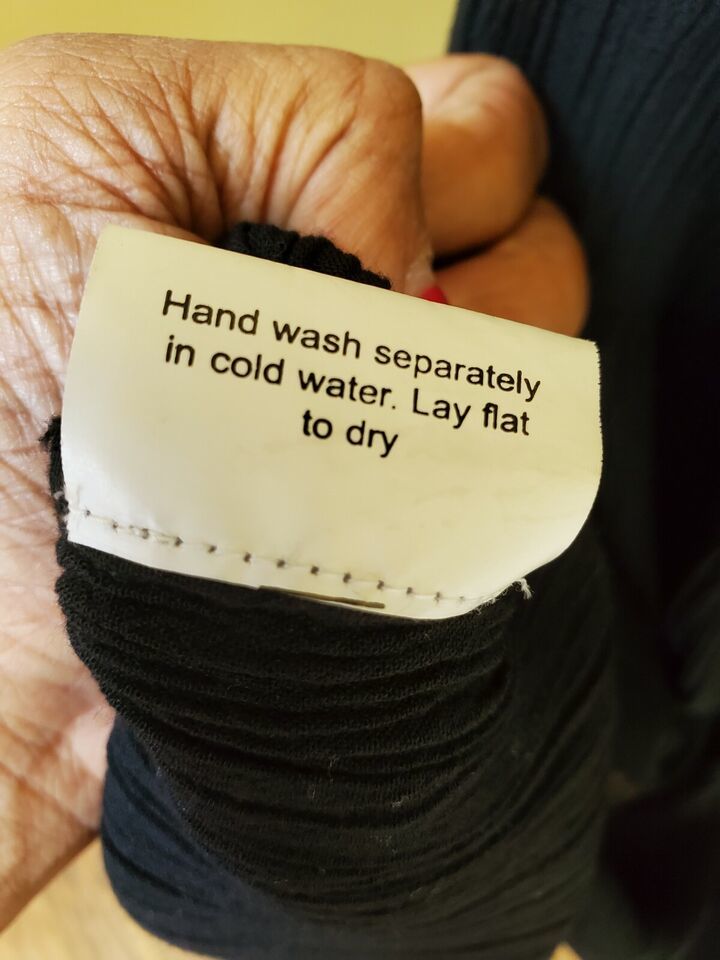 Hand wash separately
in cold water. Lay flat
to dry